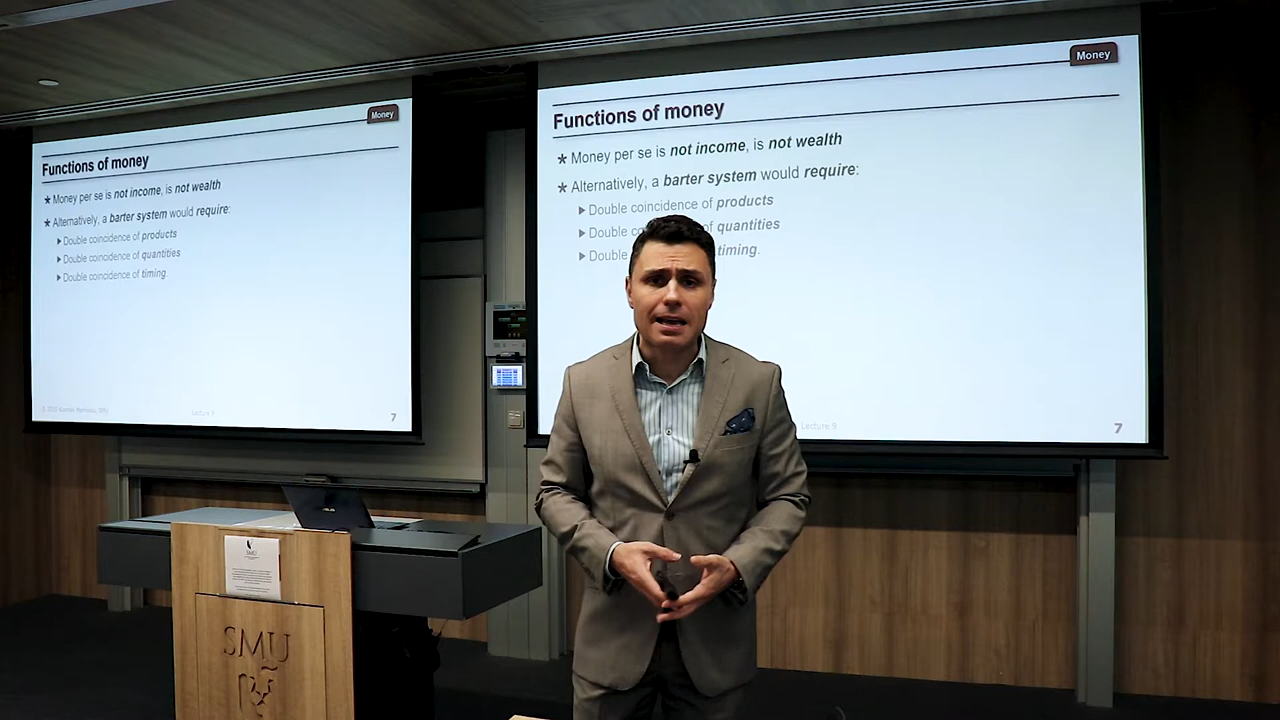 Money
Functions of money
★ Money per se is not income, is not wealth
★ Alternatively, a barter system would require:
▶ Double coincidence of products
▶ Double coincidence of quantities
▶ Double coincidence of timing.
Lecture 9
7
Money
Functions of money
★ Money per se is not income, is not wealth
★ Alternatively, a barter system would require:
▶ Double coincidence of products
▶ Double of quantities
▶ Double timing.
Lecture 9
7
SMU
SMU